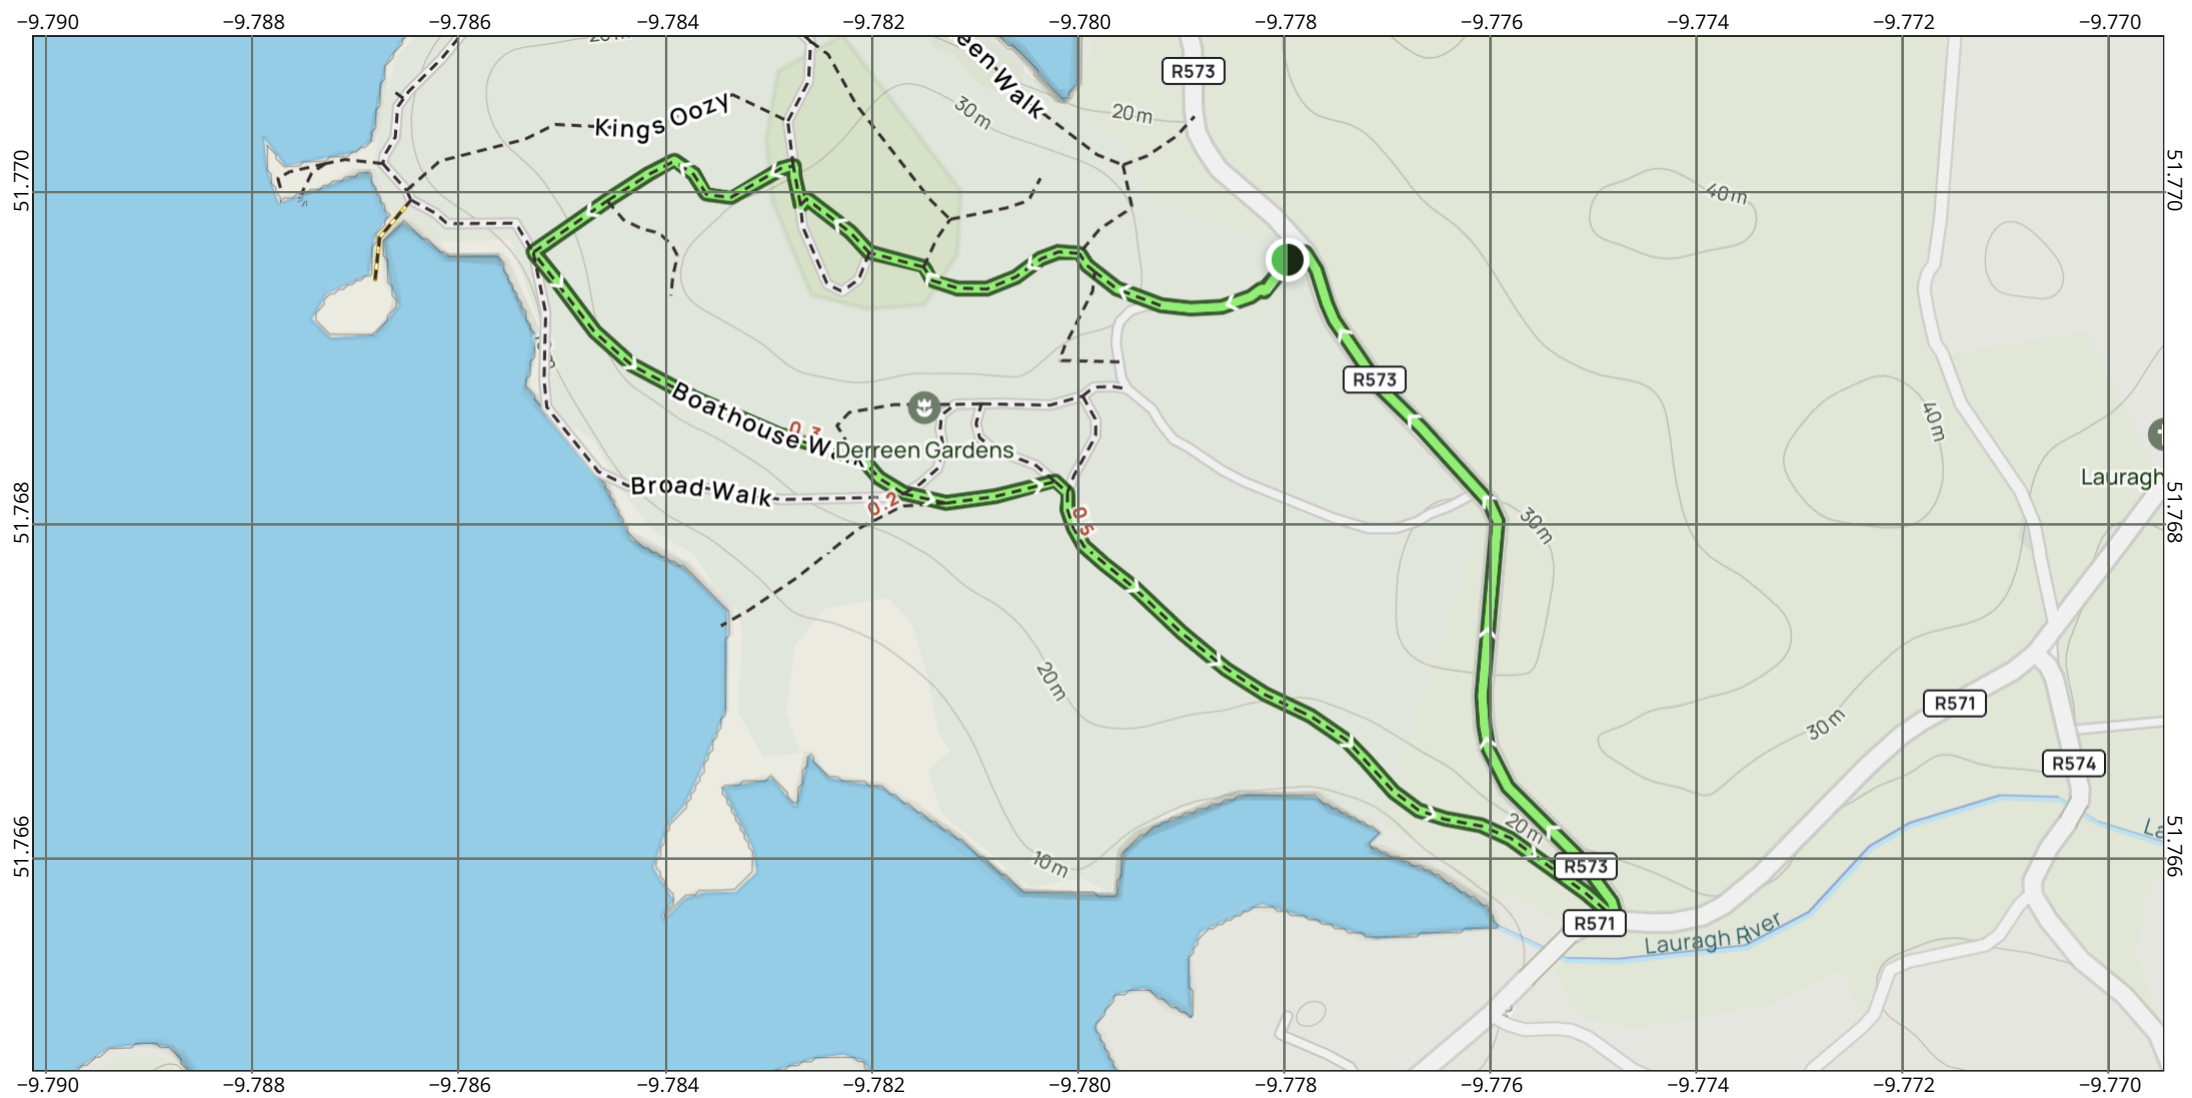 −9.790 −9.788 −9.786 −9.784 −9.782 −9.780 −9.778 −9.776 −9.774 −9.772 −9.770
een Walk
R573
Kings Oozy
30 m
20 m
51.770
40 m
51.770
R573
Boathouse Walk
40 m
Derreen Gardens
Lauragh
Broad Walk
0.2
0.5
51.768
30 m
51.768
20 m
R571
30 m
R574
20 m
51.766
10 m
R573
La
51.766
R571
Lauragh River
−9.790 −9.788 −9.786 −9.784 −9.782 −9.780 −9.778 −9.776 −9.774 −9.772 −9.770